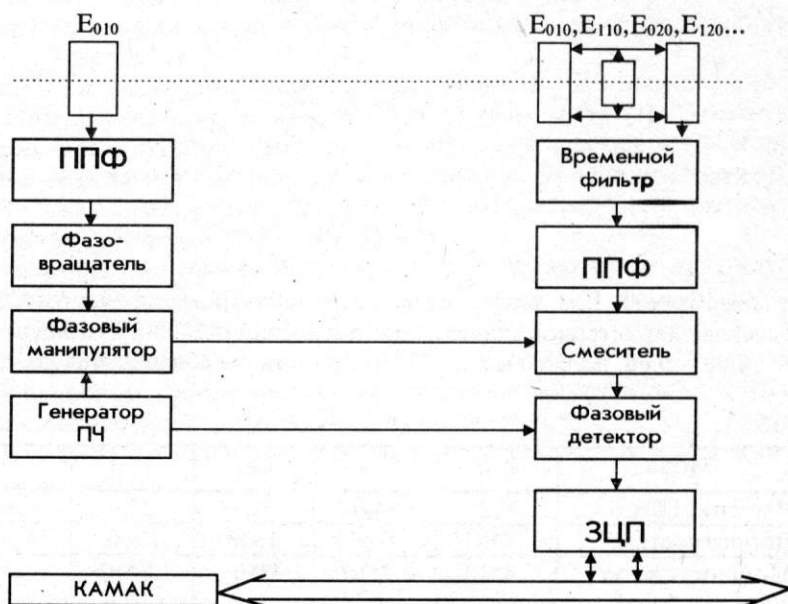 E₀₁₀
E₀₁₀, E₁₁₀, E₀₂₀, E₁₂₀...
ППФ
Временной
фильтр
Фазо-
вращатель
ППФ
Фазовый
манипулятор
Смеситель
Генератор
ПЧ
Фазовый
детектор
ЗЦП
КАМАК